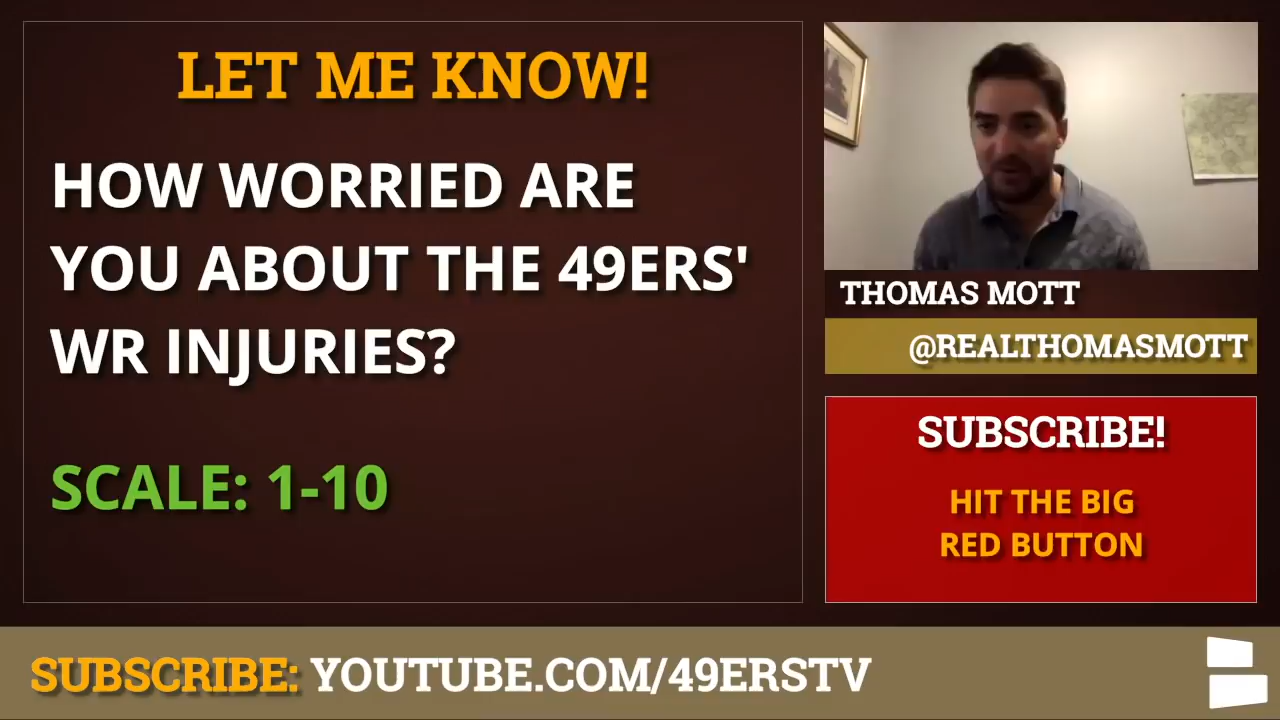 LET ME KNOW!
HOW WORRIED ARE
YOU ABOUT THE 49ERS'
WR INJURIES?
SCALE: 1-10
THOMAS MOTT
@REALTHOMASMOTT
SUBSCRIBE!
HIT THE BIG
RED BUTTON
SUBSCRIBE: YOUTUBE.COM/49ERSTV